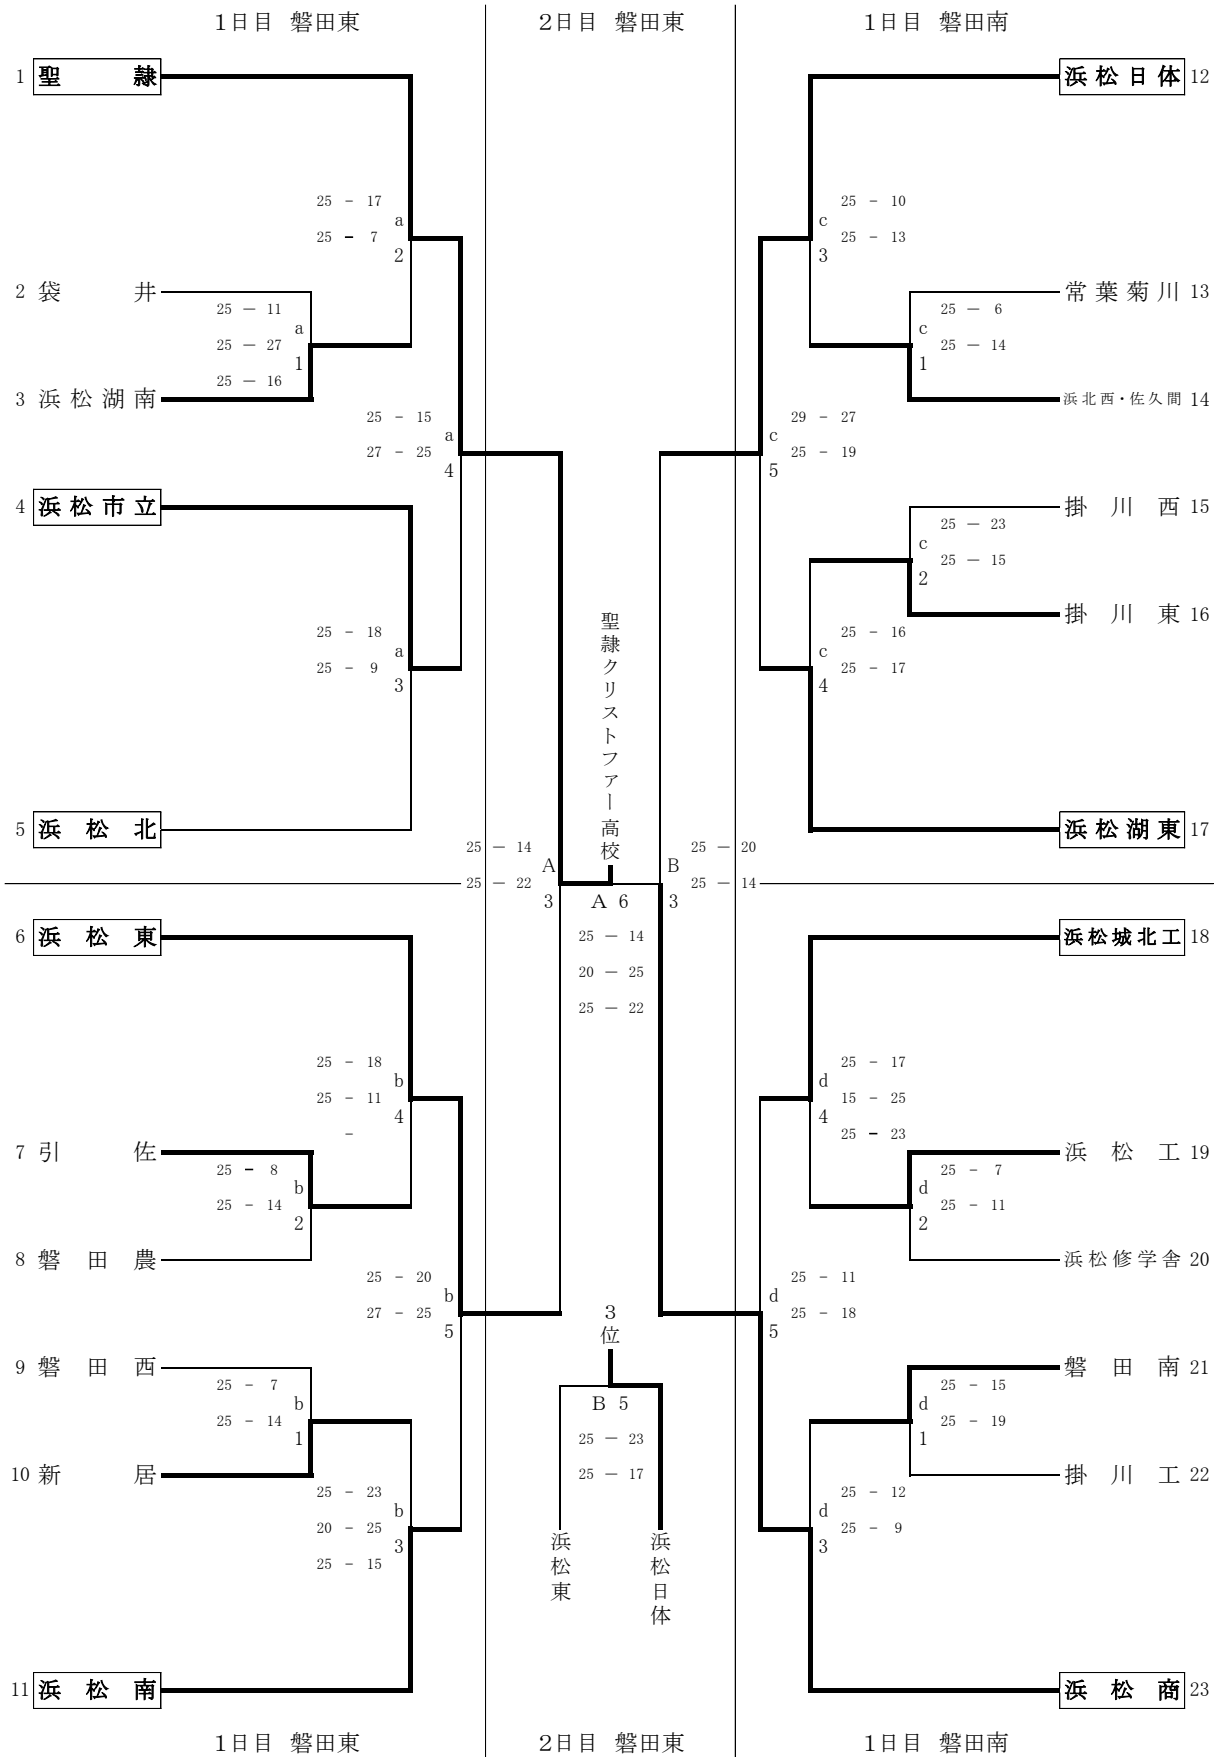 1日目 磐田東
2日目 磐田東
1日目 磐田南
1 聖隷
浜松日体 12
25 - 17
a
25 - 7
2
25 - 10
c
25 - 13
3
2 袋井
常葉菊川 13
25 － 11
a
25 － 27
1
25 － 16
25 － 6
c
25 － 14
1
3 浜松湖南
浜北西・佐久間 14
25 - 15
a
27 - 25
4
29 - 27
c
25 - 19
5
4 浜松市立
掛川西 15
25 － 23
c
25 － 15
2
掛川東 16
25 - 18
a
25 - 9
3
聖隷クリストファー高校
25 - 16
c
25 - 17
4
5 浜松北
浜松湖東 17
25 － 14
A
25 － 22
3
25 － 20
B
25 － 14
3
A 6
25 － 14
20 － 25
25 － 22
6 浜松東
浜松城北工 18
25 - 18
b
25 - 11
4
-
25 - 17
d
15 - 25
4
25 - 23
7 引佐
浜松工 19
25 - 8
b
25 - 14
2
25 - 7
d
25 - 11
2
8 磐田農
浜松修学舎 20
25 - 20
b
27 - 25
5
25 - 11
d
25 - 18
5
3位
9 磐田西
磐田南 21
25 - 7
b
25 - 14
1
B 5
25 － 23
25 － 17
25 - 15
d
25 - 19
1
10 新居
掛川工 22
25 - 23
b
20 - 25
3
25 - 15
25 - 12
d
25 - 9
3
浜松東
浜松日体
11 浜松南
浜松商 23
1日目 磐田東
2日目 磐田東
1日目 磐田南